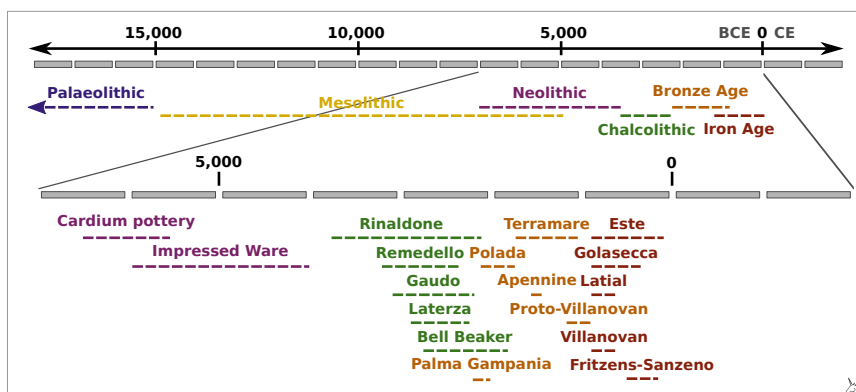 15,000 10,000 5,000 BCE 0 CE
Palaeolithic
Mesolithic
Neolithic
Bronze Age
Chalcolithic
Iron Age
5,000 0
Cardium pottery
Impressed Ware
Rinaldone
Remedello
Gaudo
Laterza
Bell Beaker
Palma Gampania
Terramare
Polada
Apennine
Proto-Villanovan
Este
Golasecca
Latial
Villanovan
Fritzens-Sanzeno